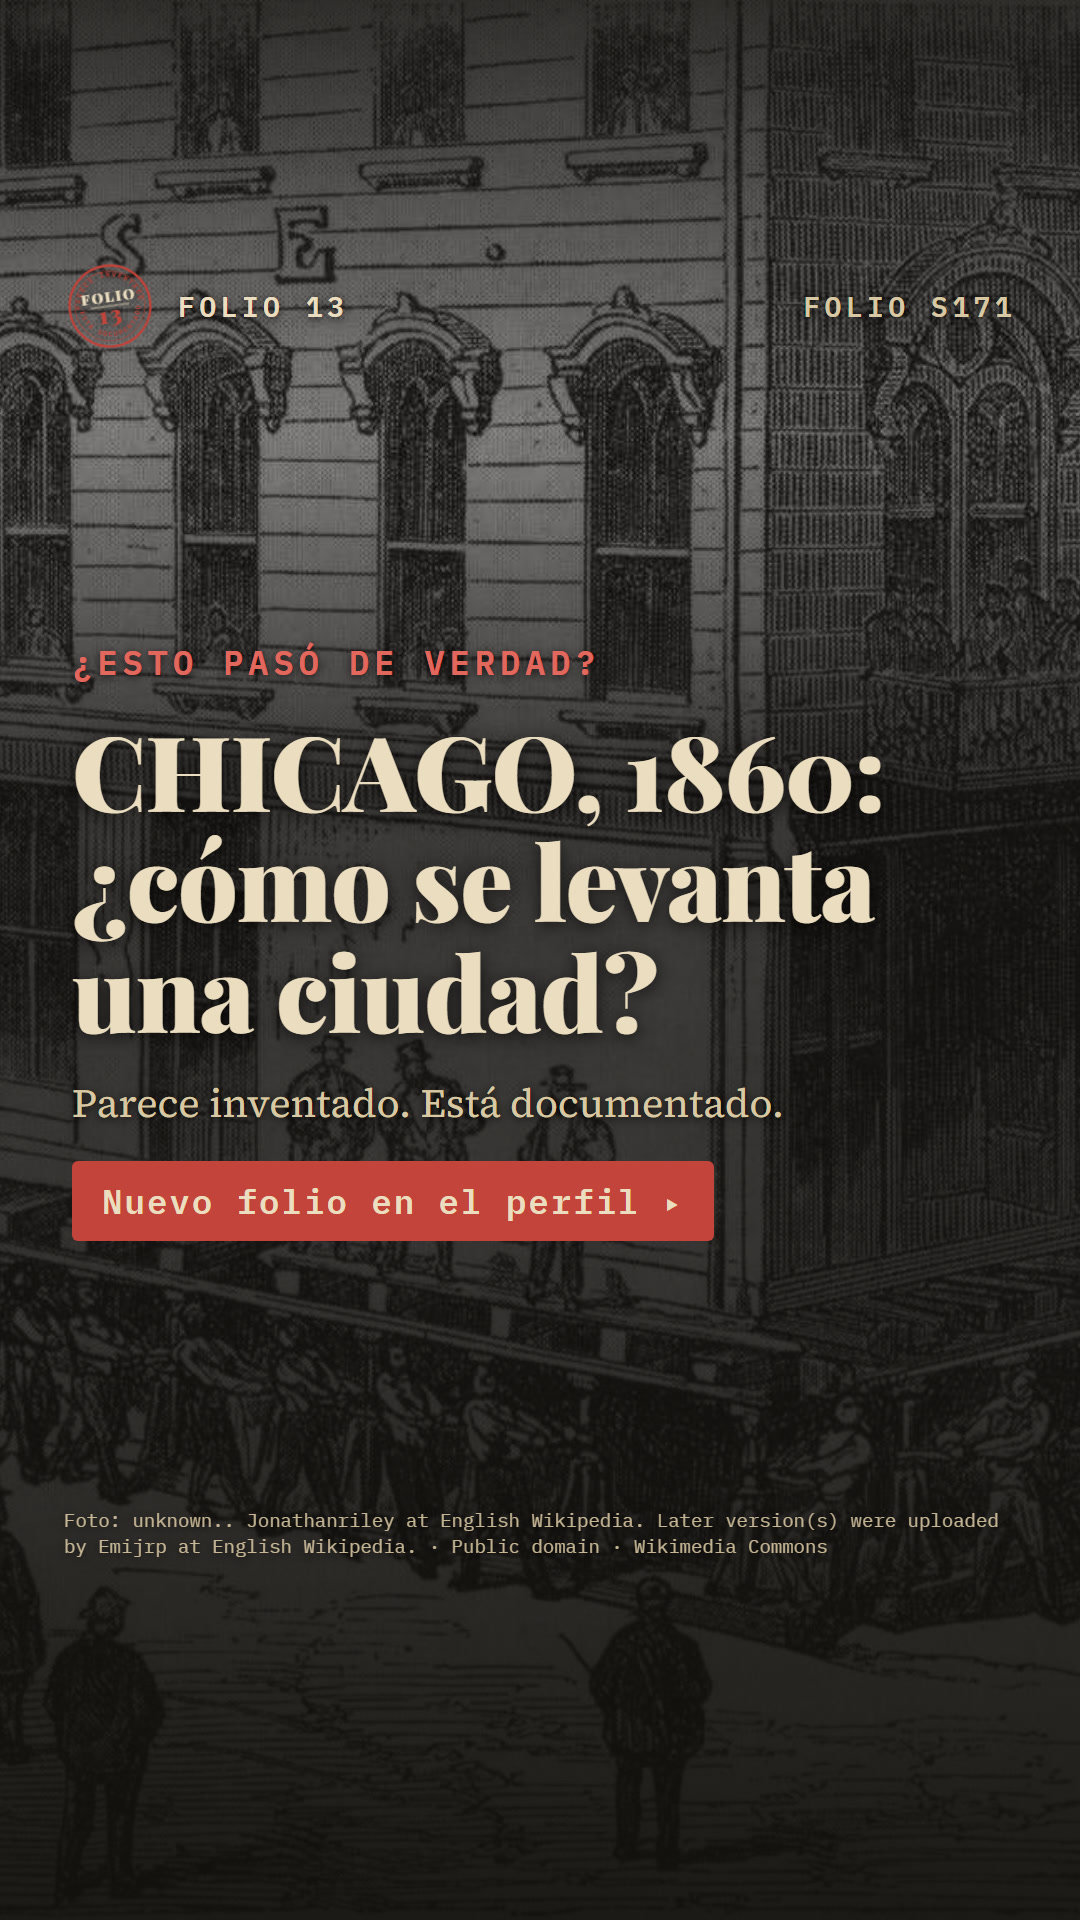 S E .
FOLIO
13
FOLIO 13
FOLIO S171
¿ESTO PASÓ DE VERDAD?
CHICAGO, 1860:
¿cómo se levanta
una ciudad?
Parece inventado. Está documentado.
Nuevo folio en el perfil ▸
Foto: unknown.. Jonathanriley at English Wikipedia. Later version(s) were uploaded
by Emijrp at English Wikipedia. · Public domain · Wikimedia Commons